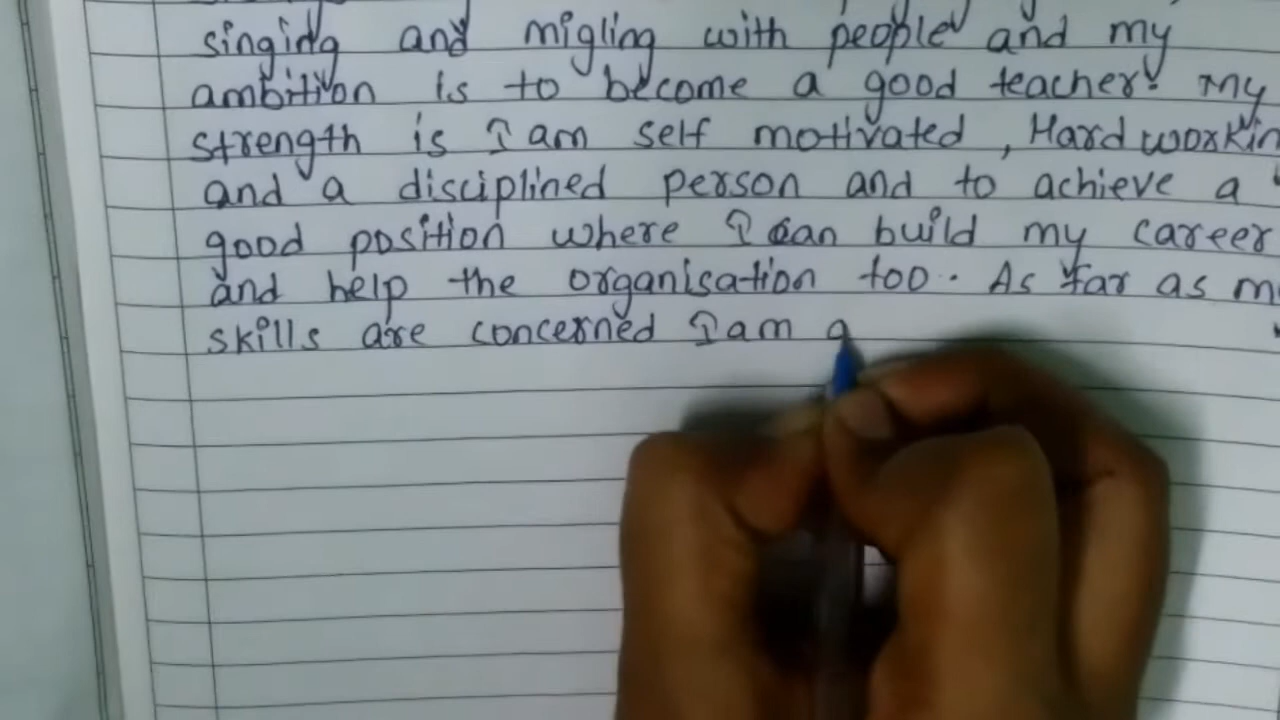 singing and migling with people and my
ambition is to become a good teacher. My
strength is I am self motivated, Hard workin
and a disciplined person and to achieve a
good position where I can build my career
and help the organisation too. As far as m
skills are concerned I am a